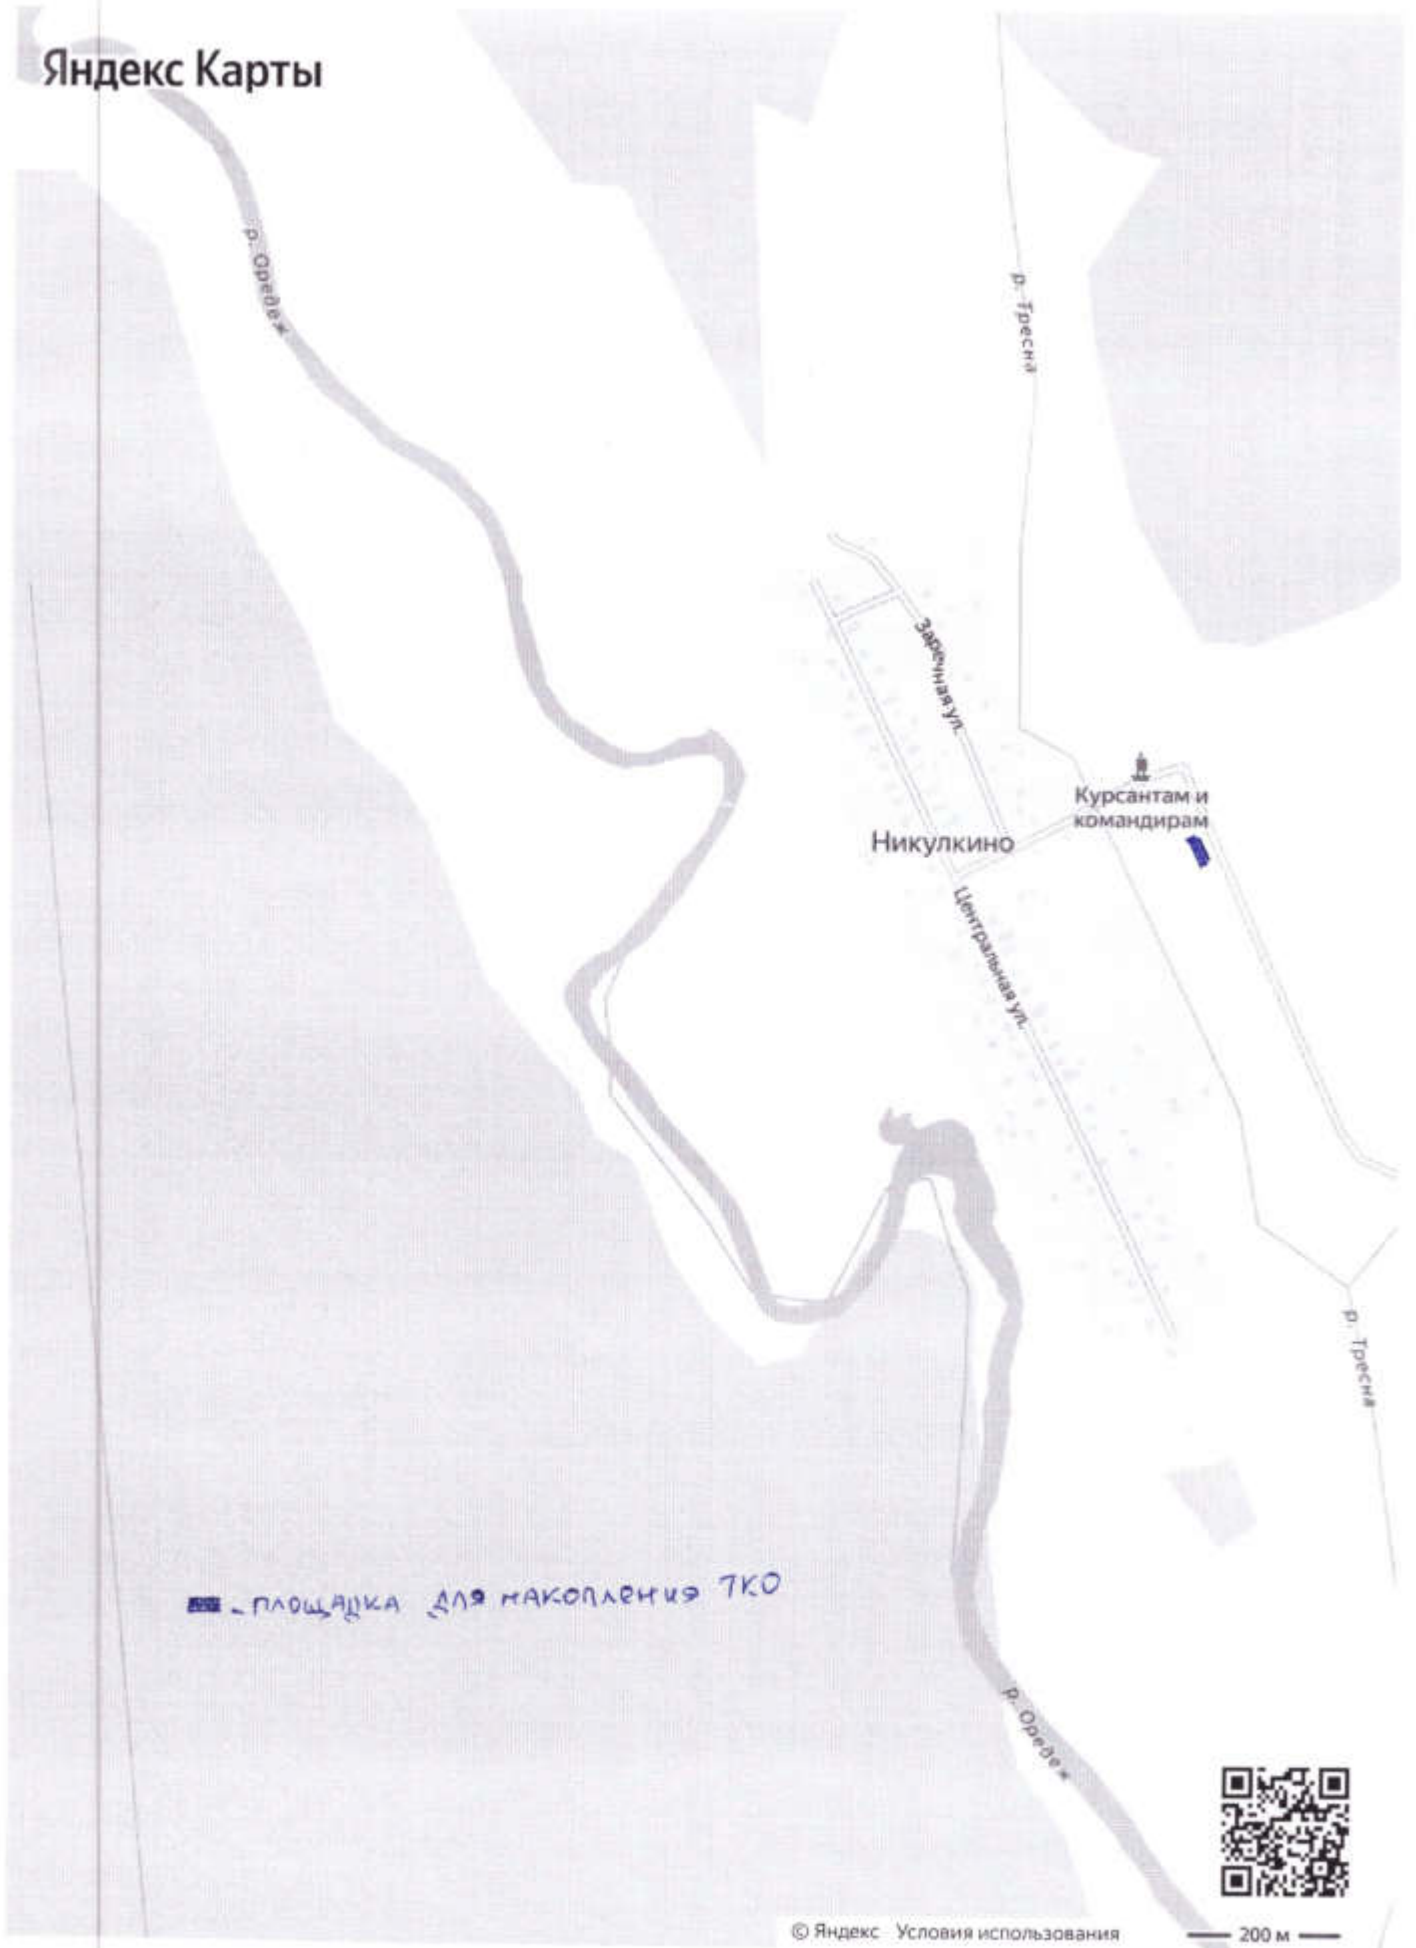 Яндекс Карты
р. Оредеж
р. Тресна
Заречная ул.
Курсантам и
командирам
Никулкино
Центральная ул.
р. Тресна
- ПЛОЩАДКА ДЛЯ НАКОПЛЕНИЯ ТКО
р. Оредеж
© Яндекс Условия использования
200 м